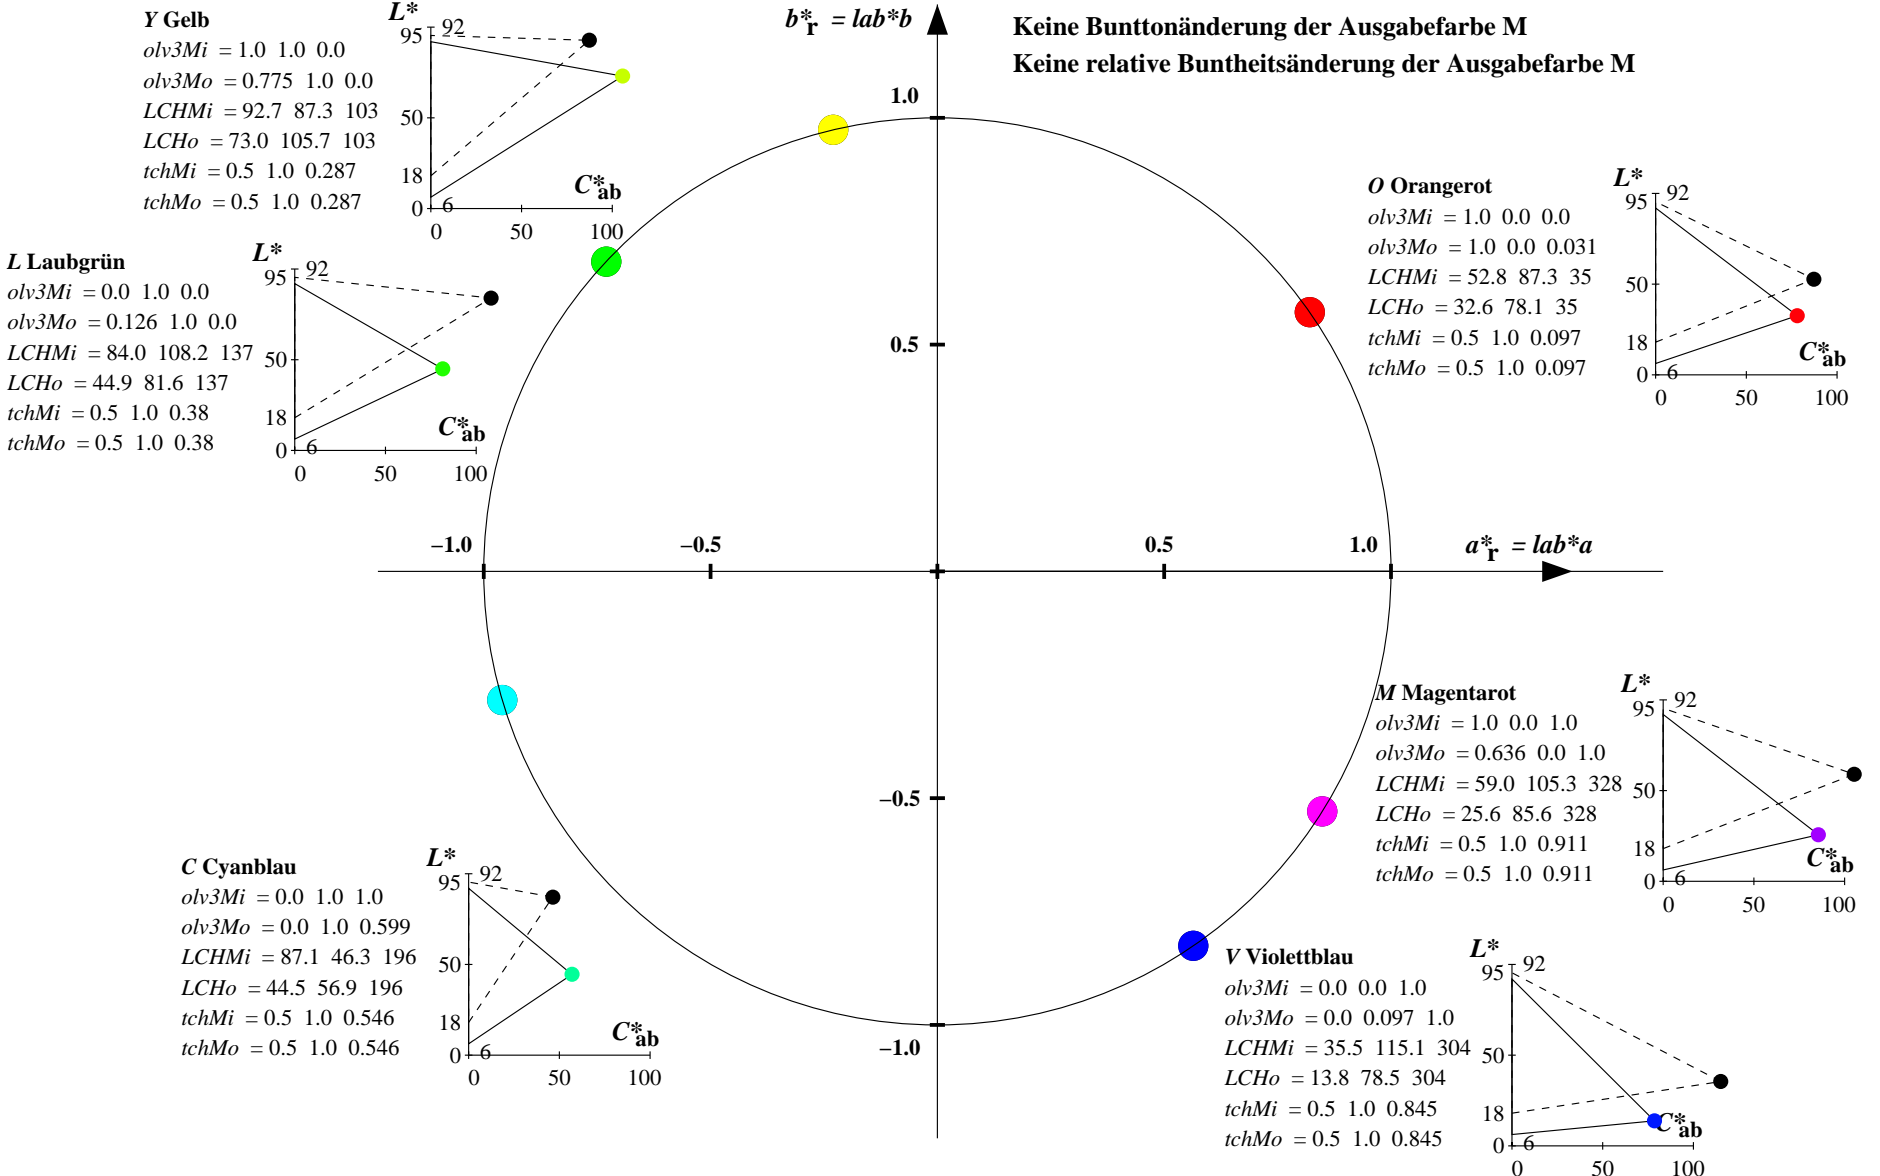 Keine Bunttonänderung der Ausgabefarbe M
Keine relative Buntheitsänderung der Ausgabefarbe M
b*r = lab*b
1.0
0.5
−0.5
−1.0
−1.0
−0.5
0.5
1.0
a*r = lab*a
Y Gelb
olv3Mi = 1.0 1.0 0.0
olv3Mo = 0.775 1.0 0.0
LCHMi = 92.7 87.3 103
LCHo = 73.0 105.7 103
tchMi = 0.5 1.0 0.287
tchMo = 0.5 1.0 0.287
L*
95 92
50
18
0 6
C*ab
0 50 100
L Laubgrün
olv3Mi = 0.0 1.0 0.0
olv3Mo = 0.126 1.0 0.0
LCHMi = 84.0 108.2 137
LCHo = 44.9 81.6 137
tchMi = 0.5 1.0 0.38
tchMo = 0.5 1.0 0.38
L*
95 92
50
18
0 6
C*ab
0 50 100
O Orangerot
olv3Mi = 1.0 0.0 0.0
olv3Mo = 1.0 0.0 0.031
LCHMi = 52.8 87.3 35
LCHo = 32.6 78.1 35
tchMi = 0.5 1.0 0.097
tchMo = 0.5 1.0 0.097
L*
95 92
50
18
0 6
C*ab
0 50 100
M Magentarot
olv3Mi = 1.0 0.0 1.0
olv3Mo = 0.636 0.0 1.0
LCHMi = 59.0 105.3 328
LCHo = 25.6 85.6 328
tchMi = 0.5 1.0 0.911
tchMo = 0.5 1.0 0.911
L*
95 92
50
18
0 6
C*ab
0 50 100
C Cyanblau
olv3Mi = 0.0 1.0 1.0
olv3Mo = 0.0 1.0 0.599
LCHMi = 87.1 46.3 196
LCHo = 44.5 56.9 196
tchMi = 0.5 1.0 0.546
tchMo = 0.5 1.0 0.546
L*
95 92
50
18
0 6
C*ab
0 50 100
V Violettblau
olv3Mi = 0.0 0.0 1.0
olv3Mo = 0.0 0.097 1.0
LCHMi = 35.5 115.1 304
LCHo = 13.8 78.5 304
tchMi = 0.5 1.0 0.845
tchMo = 0.5 1.0 0.845
L*
95 92
50
18
0 6
C*ab
0 50 100